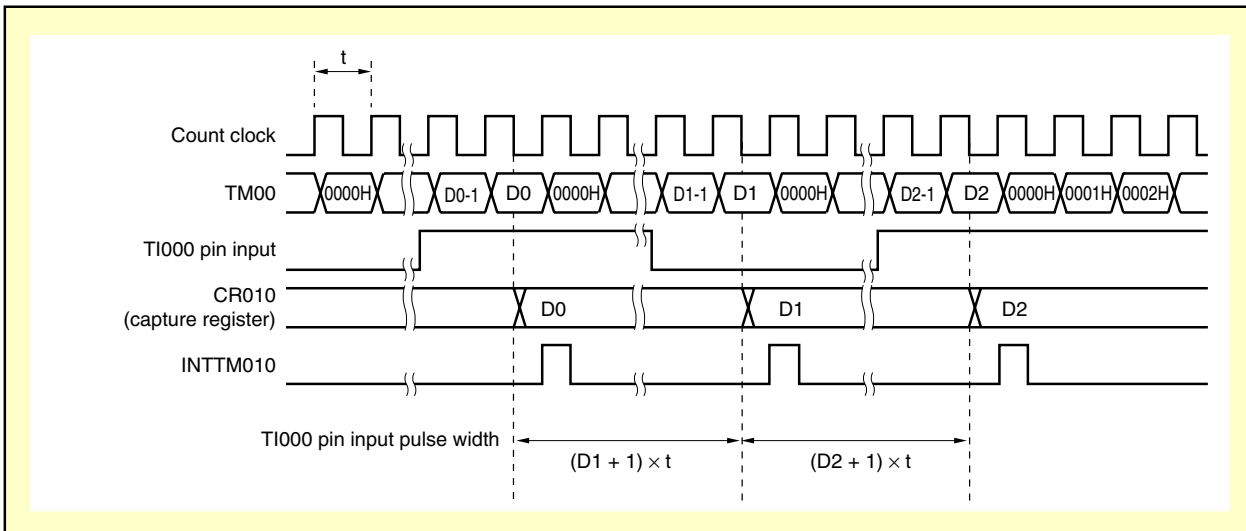 t
Count clock
TM00
0000H D0-1 D0 0000H D1-1 D1 0000H D2-1 D2 0000H 0001H 0002H
TI000 pin input
CR010
(capture register)
D0 D1 D2
INTTM010
TI000 pin input pulse width
(D1 + 1) × t (D2 + 1) × t